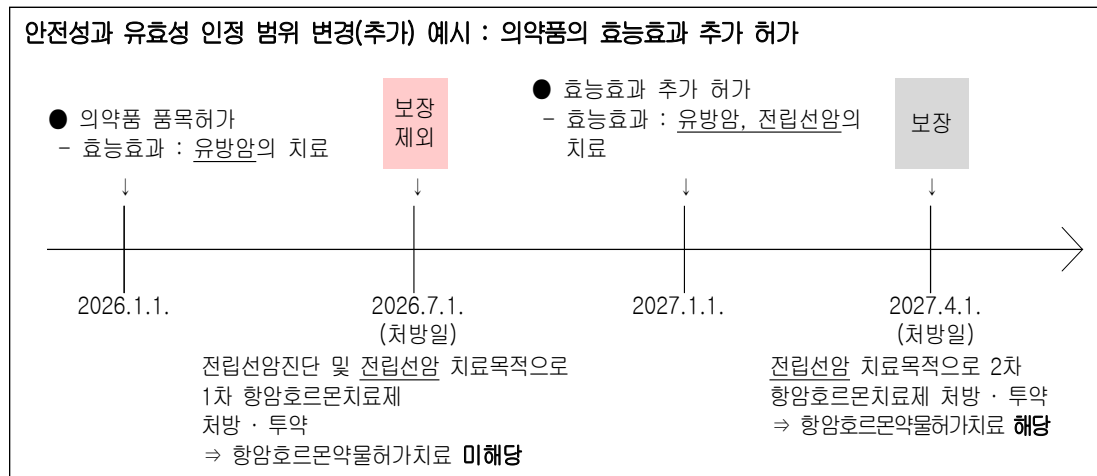 안전성과 유효성 인정 범위 변경(추가) 예시 : 의약품의 효능효과 추가 허가
● 의약품 품목허가
- 효능효과 : 유방암의 치료
보장
제외
● 효능효과 추가 허가
- 효능효과 : 유방암, 전립선암의
치료
보장
↓
↓
↓
↓
2026.1.1.
2026.7.1.
(처방일)
2027.1.1.
2027.4.1.
(처방일)
전립선암진단 및 전립선암 치료목적으로
1차 항암호르몬치료제
처방 · 투약
⇒ 항암호르몬약물허가치료 미해당
전립선암 치료목적으로 2차
항암호르몬치료제 처방 · 투약
⇒ 항암호르몬약물허가치료 해당